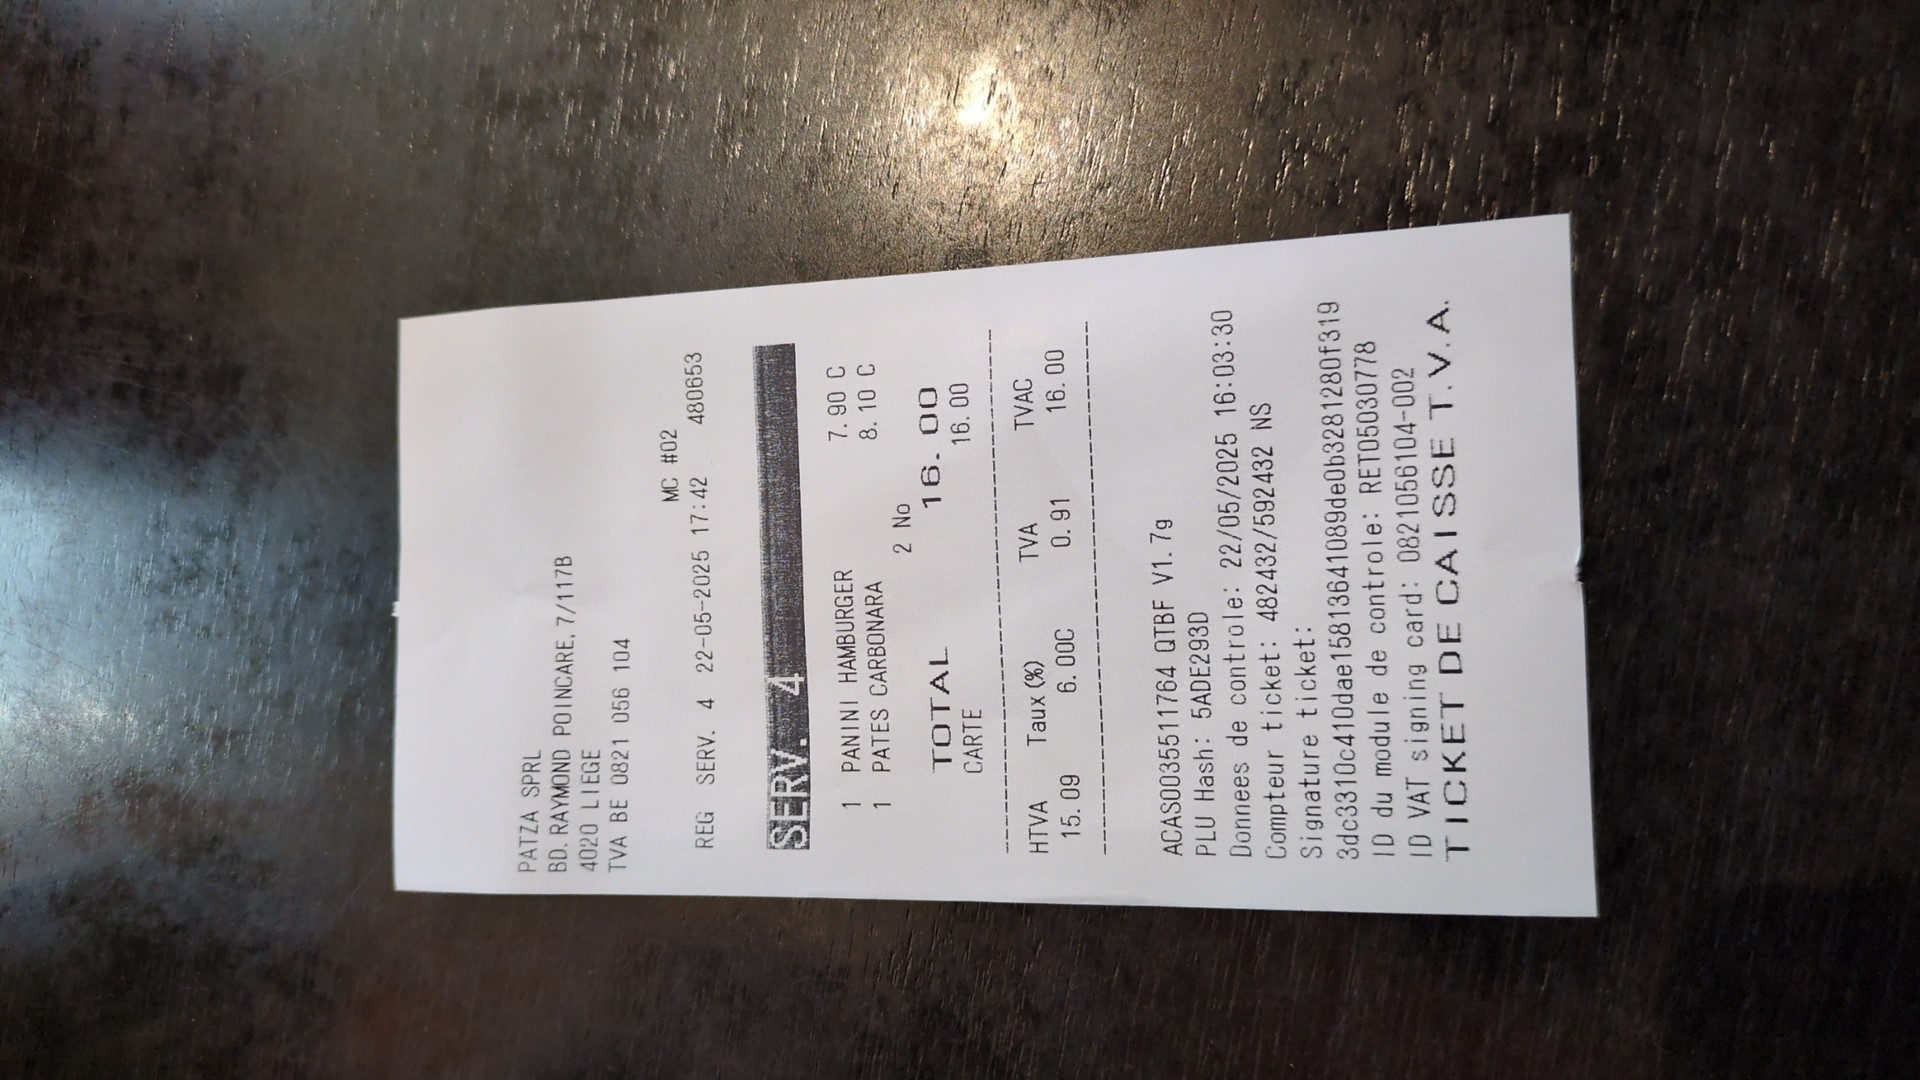 PATZA SPRL
BD. RAYMOND POINCARE, 7/117B
4020 LIEGE
TVA BE 0821 056 104
MC #02
REG SERV. 4 22-05-2025 17:42 480653
SERV. 4
1 PANINI HAMBURGER 7.90 C
1 PATES CARBONARA 8.10 C
2 No
TOTAL 16.00
CARTE 16.00
HTVA Taux(%) TVA TVAC
15.09 6.00C 0.91 16.00
ACAS0035511764 QTBF V1.7g
PLU Hash: 5ADE293D
Donnees de controle: 22/05/2025 16:03:30
Compteur ticket: 482432/592432 NS
Signature ticket:
3dc3310c410dae15813641089de0b3281280f319
ID du module de controle: RET05030778
ID VAT signing card: 0821056104-002
TICKET DE CAISSE T.V.A.